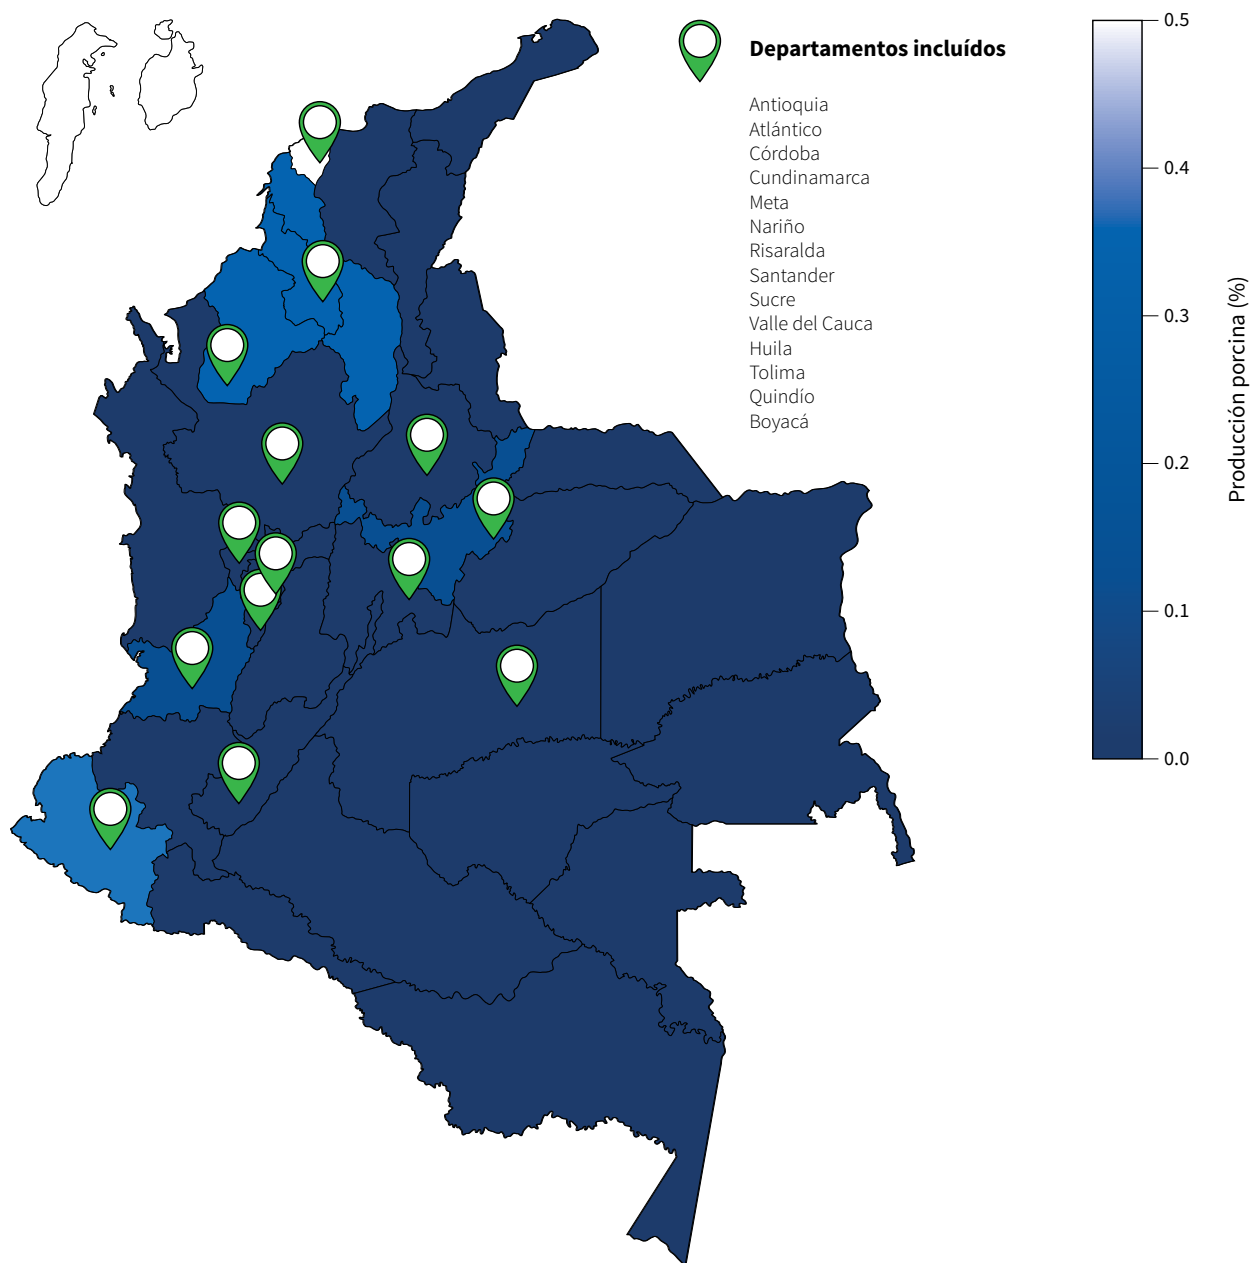 Departamentos incluídos
Antioquia
Atlántico
Córdoba
Cundinamarca
Meta
Nariño
Risaralda
Santander
Sucre
Valle del Cauca
Huila
Tolima
Quindío
Boyacá
0.5
0.4
0.3
0.2
0.1
0.0
Producción porcina (%)